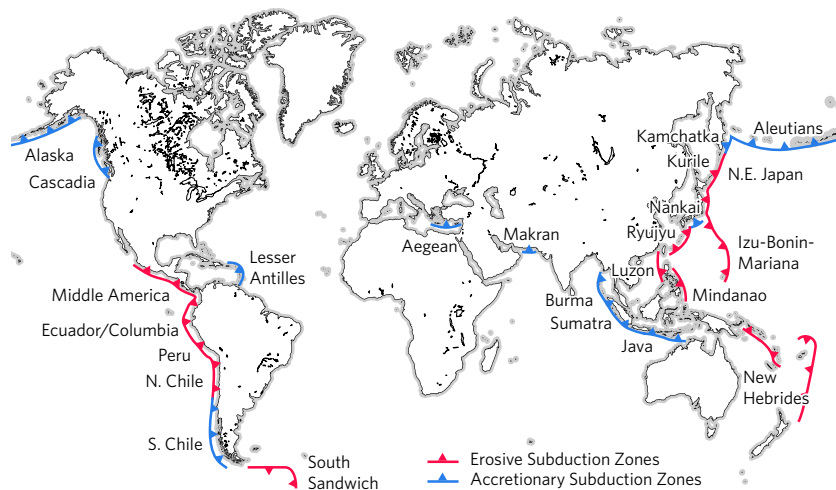 Alaska
Cascadia
Lesser
Antilles
Middle America
Ecuador/Columbia
Peru
N. Chile
S. Chile
South
Sandwich
Aegean
Makran
Burma
Sumatra
Java
Luzon
Mindanao
Ryujyu
Nankai
Kamchatka
Kurile
Aleutians
N.E. Japan
Izu-Bonin-
Mariana
New
Hebrides
Erosive Subduction Zones
Accretionary Subduction Zones